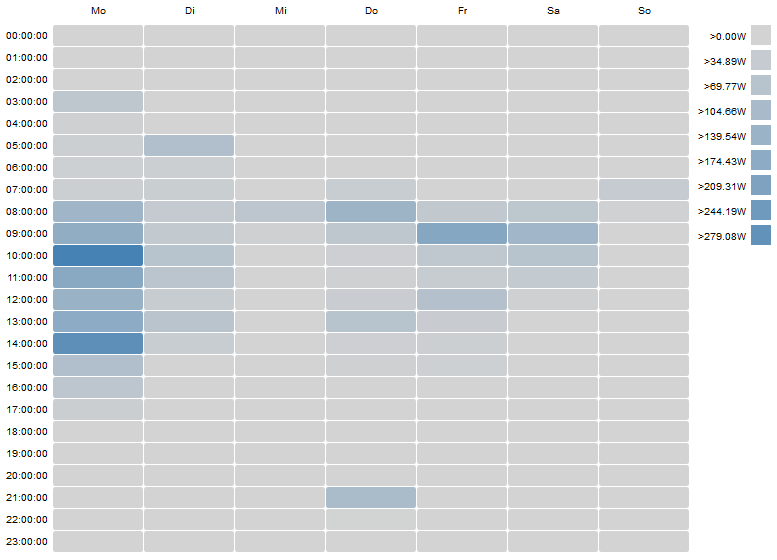 Mo Di Mi Do Fr Sa So
00:00:00 >0.00W
01:00:00 >34.89W
02:00:00 >69.77W
03:00:00 >104.66W
04:00:00 >139.54W
05:00:00 >174.43W
06:00:00 >209.31W
07:00:00 >244.19W
08:00:00 >279.08W
09:00:00
10:00:00
11:00:00
12:00:00
13:00:00
14:00:00
15:00:00
16:00:00
17:00:00
18:00:00
19:00:00
20:00:00
21:00:00
22:00:00
23:00:00